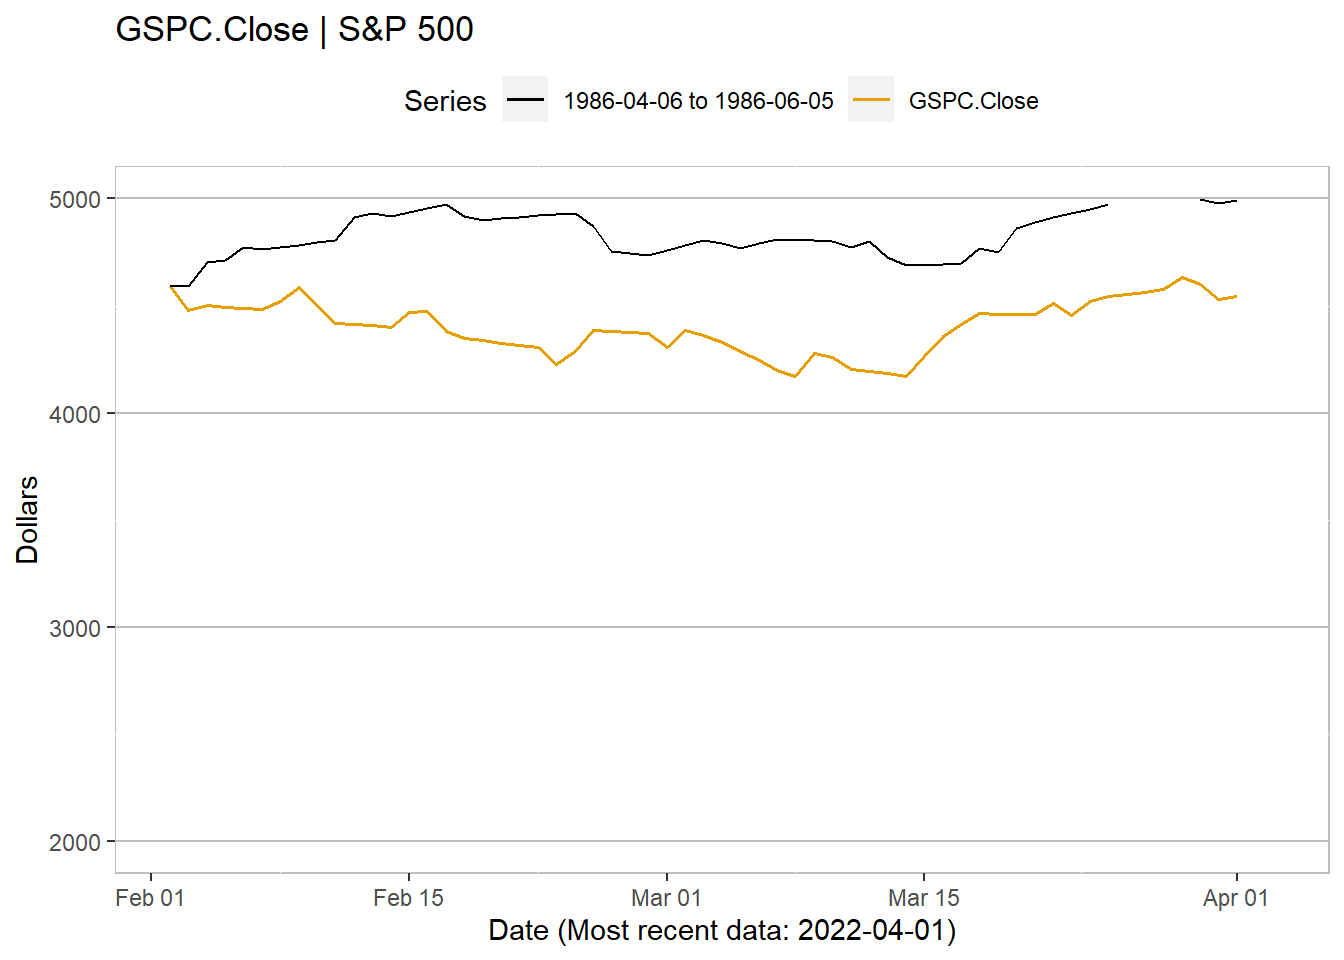 GSPC.Close | S&P 500
Series 1986-04-06 to 1986-06-05 GSPC.Close
5000
4000
3000
2000
Dollars
Feb 01 Feb 15 Mar 01 Mar 15 Apr 01
Date (Most recent data: 2022-04-01)